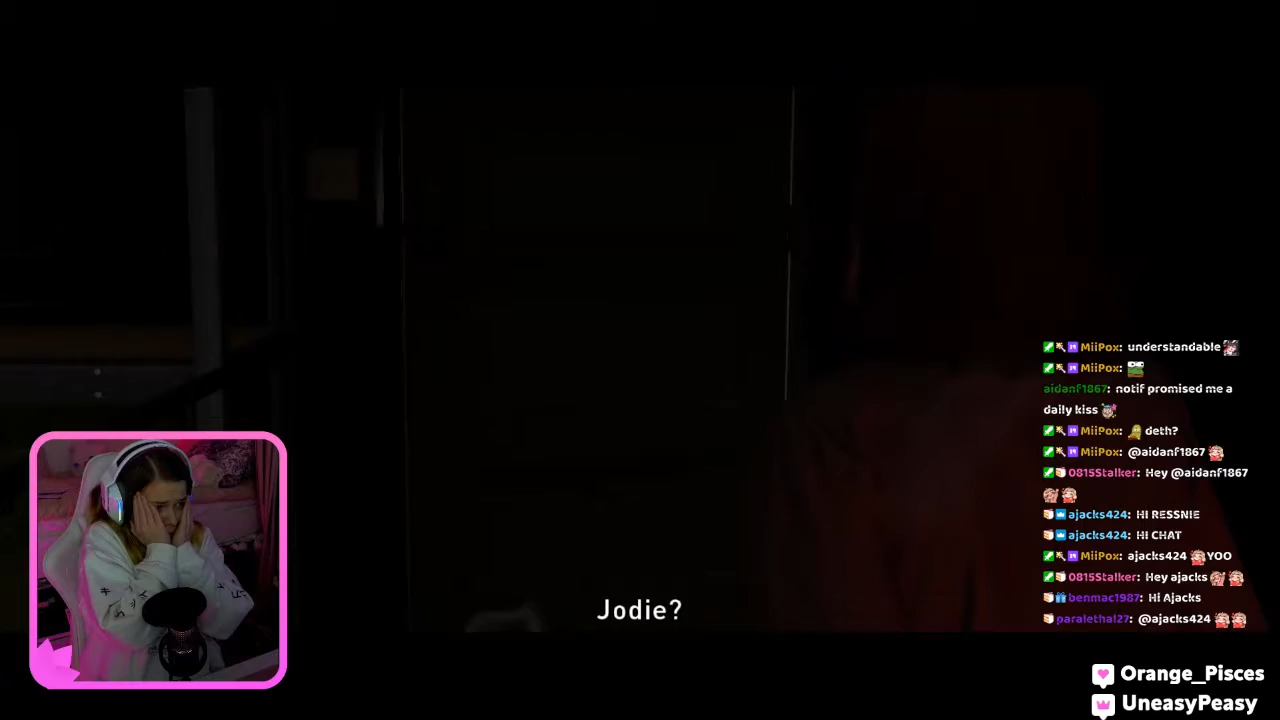 MiiPox: understandable
MiiPox:
aidanf1867: notif promised me a
daily kiss
MiiPox: deth?
MiiPox: @aidanf1867
0815Stalker: Hey @aidanf1867
ajacks424: HI RESSNIE
ajacks424: HI CHAT
MiiPox: ajacks424 YOO
0815Stalker: Hey ajacks
benmac1987: Hi Ajacks
Jodie?
paralethal27: @ajacks424
Orange_Pisces
UneasyPeasy